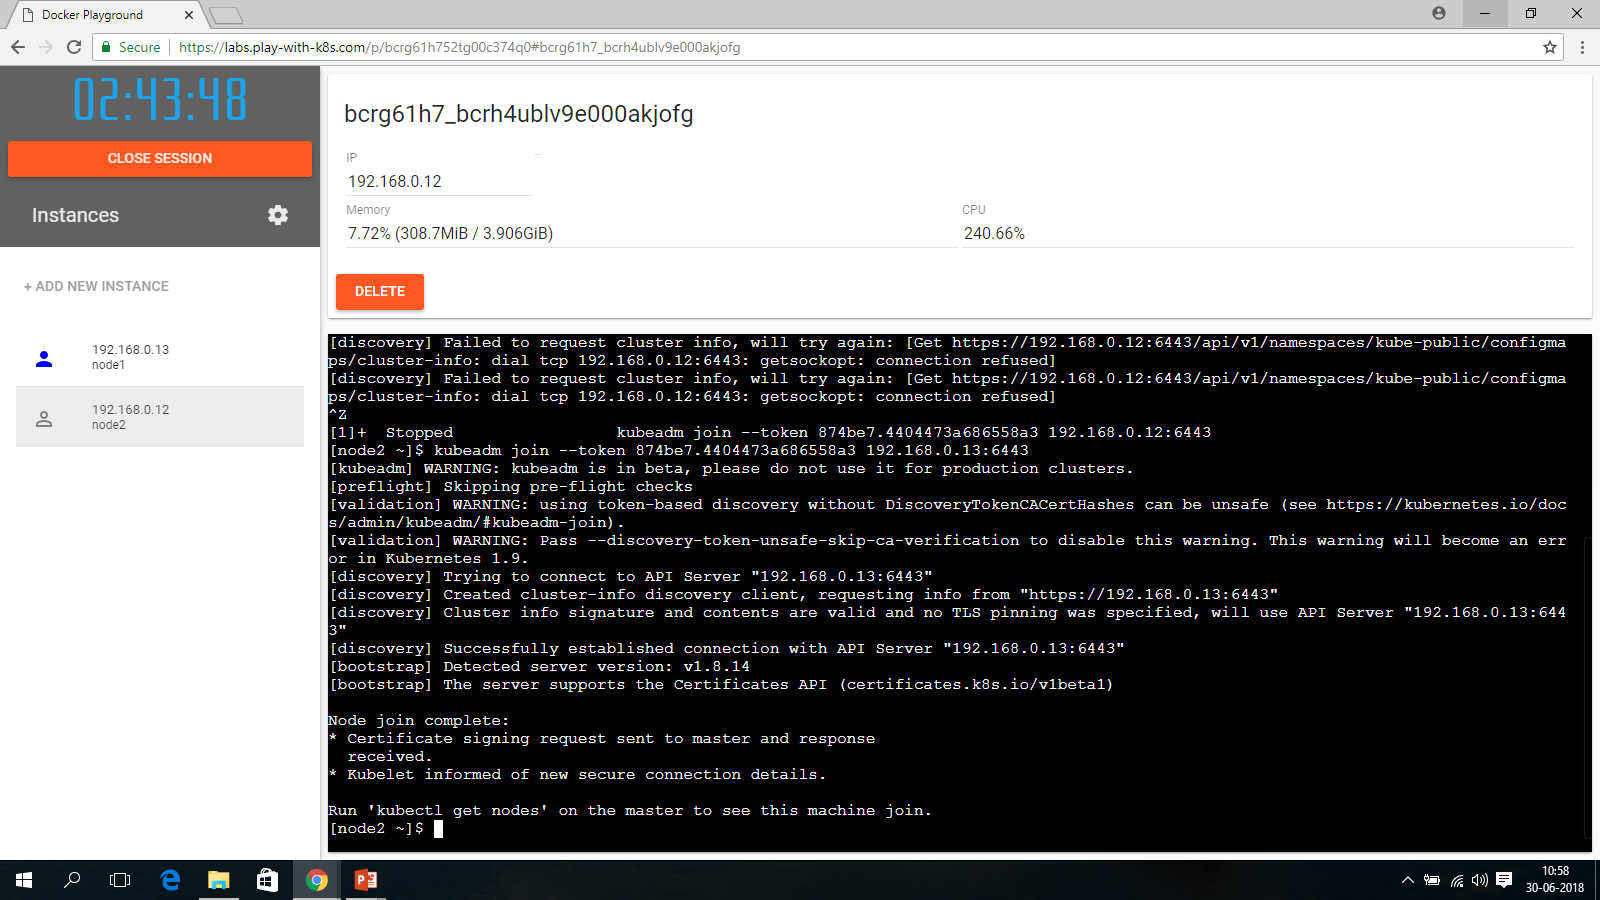 Docker Playground
Secure
https://labs.play-with-k8s.com/p/bcrg61h752tg00c374q0#bcrg61h7_bcrh4ublv9e000akjofg
02:43:48
CLOSE SESSION
Instances
+ ADD NEW INSTANCE
192.168.0.13
node1
192.168.0.12
node2
bcrg61h7_bcrh4ublv9e000akjofg
IP
192.168.0.12
Memory
7.72% (308.7MiB / 3.906GiB)
CPU
240.66%
DELETE
[discovery] Failed to request cluster info, will try again: [Get https://192.168.0.12:6443/api/v1/namespaces/kube-public/configma
ps/cluster-info: dial tcp 192.168.0.12:6443: getsockopt: connection refused]
[discovery] Failed to request cluster info, will try again: [Get https://192.168.0.12:6443/api/v1/namespaces/kube-public/configma
ps/cluster-info: dial tcp 192.168.0.12:6443: getsockopt: connection refused]
^Z
[1]+  Stopped                 kubeadm join --token 874be7.4404473a686558a3 192.168.0.12:6443
[node2 ~]$ kubeadm join --token 874be7.4404473a686558a3 192.168.0.13:6443
[kubeadm] WARNING: kubeadm is in beta, please do not use it for production clusters.
[preflight] Skipping pre-flight checks
[validation] WARNING: using token-based discovery without DiscoveryTokenCACertHashes can be unsafe (see https://kubernetes.io/doc
s/admin/kubeadm/#kubeadm-join).
[validation] WARNING: Pass --discovery-token-unsafe-skip-ca-verification to disable this warning. This warning will become an err
or in Kubernetes 1.9.
[discovery] Trying to connect to API Server "192.168.0.13:6443"
[discovery] Created cluster-info discovery client, requesting info from "https://192.168.0.13:6443"
[discovery] Cluster info signature and contents are valid and no TLS pinning was specified, will use API Server "192.168.0.13:644
3"
[discovery] Successfully established connection with API Server "192.168.0.13:6443"
[bootstrap] Detected server version: v1.8.14
[bootstrap] The server supports the Certificates API (certificates.k8s.io/v1beta1)
Node join complete:
* Certificate signing request sent to master and response
  received.
* Kubelet informed of new secure connection details.
Run 'kubectl get nodes' on the master to see this machine join.
[node2 ~]$
10:58
30-06-2018